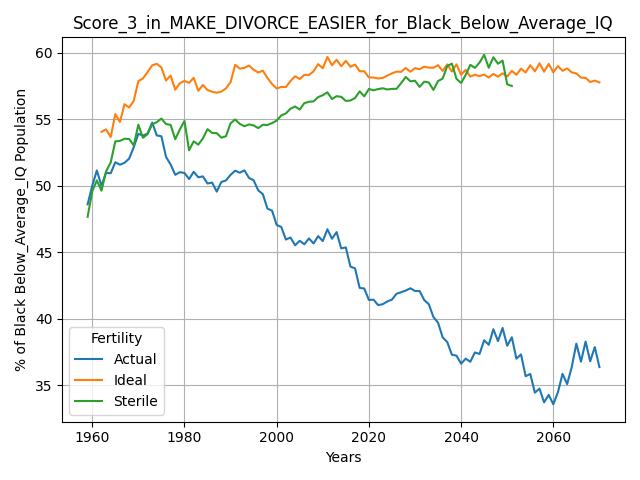 Score_3_in_MAKE_DIVORCE_EASIER_for_Black_Below_Average_IQ
% of Black Below_Average_IQ Population
60
55
50
45
40
35
Fertility
Actual
Ideal
Sterile
1960
1980
2000
2020
2040
2060
Years